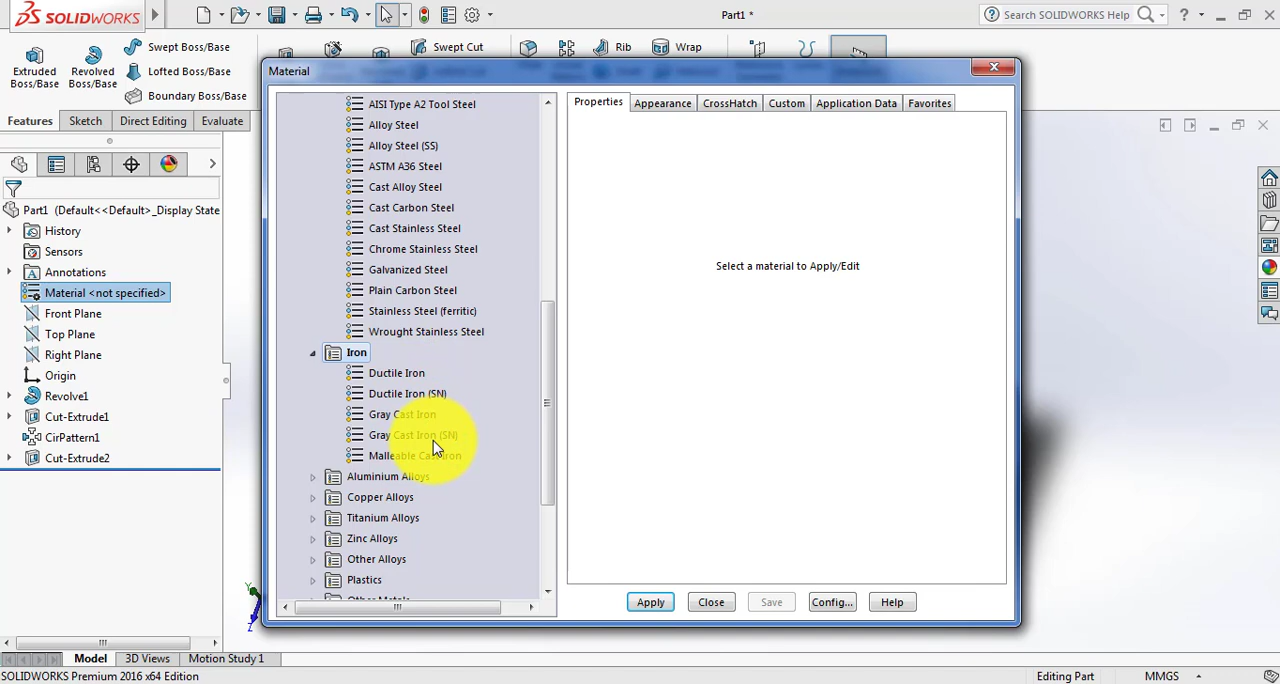 SOLIDWORKS
Part1 *
Search SOLIDWORKS Help
?
Extruded Boss/Base
Revolved Boss/Base
Swept Boss/Base
Lofted Boss/Base
Boundary Boss/Base
Swept Cut
Rib
Wrap
Features
Sketch
Direct Editing
Evaluate
Part1 (Default<<Default>_Display State
History
Sensors
Annotations
Material <not specified>
Front Plane
Top Plane
Right Plane
Origin
Revolve1
Cut-Extrude1
CirPattern1
Cut-Extrude2
Material
AISI Type A2 Tool Steel
Alloy Steel
Alloy Steel (SS)
ASTM A36 Steel
Cast Alloy Steel
Cast Carbon Steel
Cast Stainless Steel
Chrome Stainless Steel
Galvanized Steel
Plain Carbon Steel
Stainless Steel (ferritic)
Wrought Stainless Steel
Iron
Ductile Iron
Ductile Iron (SN)
Gray Cast Iron
Gray Cast Iron (SN)
Malleable Cast Iron
Aluminium Alloys
Copper Alloys
Titanium Alloys
Zinc Alloys
Other Alloys
Plastics
Other Metals
Properties
Appearance
CrossHatch
Custom
Application Data
Favorites
Select a material to Apply/Edit
Apply
Close
Save
Config...
Help
Y
Z
Model
3D Views
Motion Study 1
SOLIDWORKS Premium 2016 x64 Edition
Editing Part
MMGS